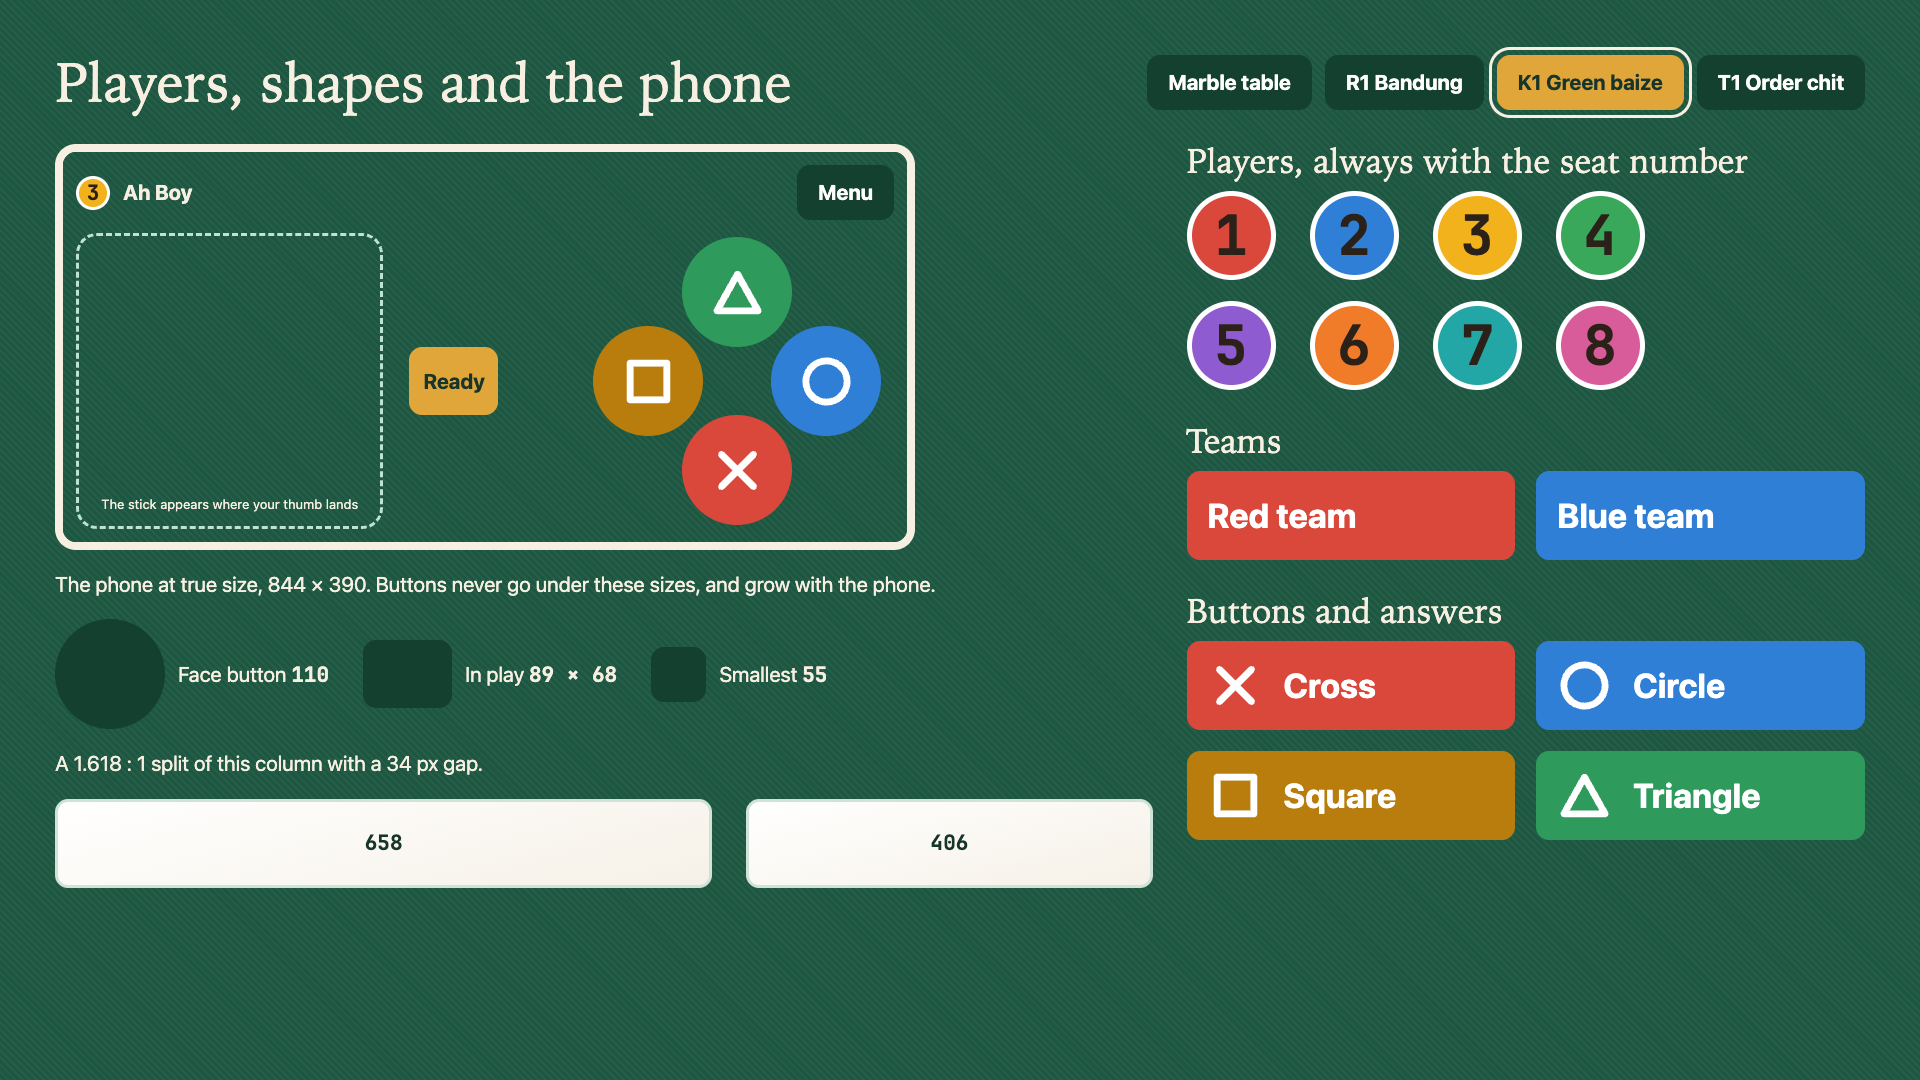 Players, shapes and the phone
Marble table
R1 Bandung
K1 Green baize
T1 Order chit
3 Ah Boy
Menu
Ready
The stick appears where your thumb lands
The phone at true size, 844 × 390. Buttons never go under these sizes, and grow with the phone.
Face button 110
In play 89 × 68
Smallest 55
A 1.618 : 1 split of this column with a 34 px gap.
658
406
Players, always with the seat number
1 2 3 4
5 6 7 8
Teams
Red team
Blue team
Buttons and answers
Cross
Circle
Square
Triangle